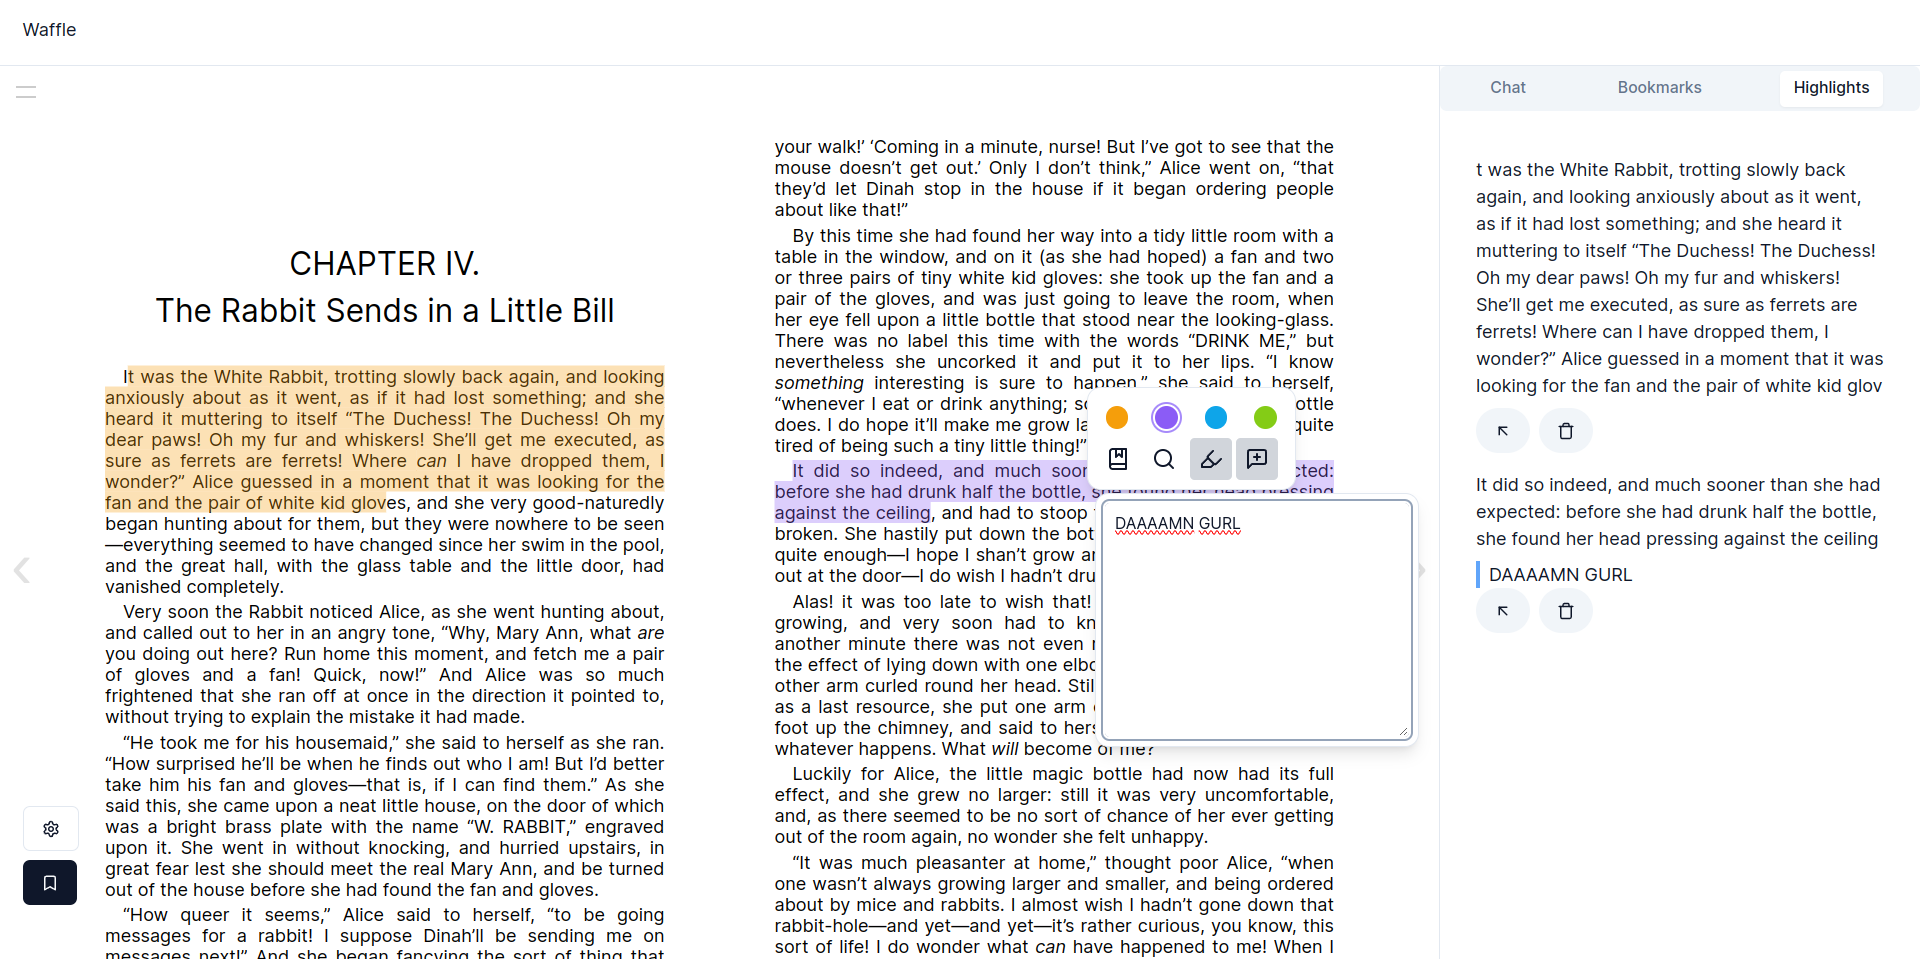 Waffle
CHAPTER IV.
The Rabbit Sends in a Little Bill
It was the White Rabbit, trotting slowly back again, and looking
anxiously about as it went, as if it had lost something; and she
heard it muttering to itself “The Duchess! The Duchess! Oh my
dear paws! Oh my fur and whiskers! She’ll get me executed, as
sure as ferrets are ferrets! Where can I have dropped them, I
wonder?” Alice guessed in a moment that it was looking for the
fan and the pair of white kid gloves, and she very good-naturedly
began hunting about for them, but they were nowhere to be seen
—everything seemed to have changed since her swim in the pool,
and the great hall, with the glass table and the little door, had
vanished completely.
Very soon the Rabbit noticed Alice, as she went hunting about,
and called out to her in an angry tone, “Why, Mary Ann, what are
you doing out here? Run home this moment, and fetch me a pair
of gloves and a fan! Quick, now!” And Alice was so much
frightened that she ran off at once in the direction it pointed to,
without trying to explain the mistake it had made.
“He took me for his housemaid,” she said to herself as she ran.
“How surprised he’ll be when he finds out who I am! But I’d better
take him his fan and gloves—that is, if I can find them.” As she
said this, she came upon a neat little house, on the door of which
was a bright brass plate with the name “W. RABBIT,” engraved
upon it. She went in without knocking, and hurried upstairs, in
great fear lest she should meet the real Mary Ann, and be turned
out of the house before she had found the fan and gloves.
“How queer it seems,” Alice said to herself, “to be going
messages for a rabbit! I suppose Dinah’ll be sending me on
messages next!” And she began fancying the sort of thing that
your walk!’ ‘Coming in a minute, nurse! But I’ve got to see that the
mouse doesn’t get out.’ Only I don’t think,” Alice went on, “that
they’d let Dinah stop in the house if it began ordering people
about like that!”
By this time she had found her way into a tidy little room with a
table in the window, and on it (as she had hoped) a fan and two
or three pairs of tiny white kid gloves: she took up the fan and a
pair of the gloves, and was just going to leave the room, when
her eye fell upon a little bottle that stood near the looking-glass.
There was no label this time with the words “DRINK ME,” but
nevertheless she uncorked it and put it to her lips. “I know
something interesting is sure to happen,” she said to herself,
“whenever I eat or drink anything; so ottle
does. I do hope it’ll make me grow la quite
tired of being such a tiny little thing!”
It did so indeed, and much soon cted:
before she had drunk half the bottle, she found her head pressing
against the ceiling, and had to stoop
broken. She hastily put down the bot
quite enough—I hope I shan’t grow an
out at the door—I do wish I hadn’t dru
Alas! it was too late to wish that!
growing, and very soon had to kn
another minute there was not even
the effect of lying down with one elbo
other arm curled round her head. Stil
as a last resource, she put one arm
foot up the chimney, and said to hers
whatever happens. What will become of me?
Luckily for Alice, the little magic bottle had now had its full
effect, and she grew no larger: still it was very uncomfortable,
and, as there seemed to be no sort of chance of her ever getting
out of the room again, no wonder she felt unhappy.
“It was much pleasanter at home,” thought poor Alice, “when
one wasn’t always growing larger and smaller, and being ordered
about by mice and rabbits. I almost wish I hadn’t gone down that
rabbit-hole—and yet—and yet—it’s rather curious, you know, this
sort of life! I do wonder what can have happened to me! When I
DAAAAMN GURL
Chat Bookmarks Highlights
t was the White Rabbit, trotting slowly back
again, and looking anxiously about as it went,
as if it had lost something; and she heard it
muttering to itself “The Duchess! The Duchess!
Oh my dear paws! Oh my fur and whiskers!
She’ll get me executed, as sure as ferrets are
ferrets! Where can I have dropped them, I
wonder?” Alice guessed in a moment that it was
looking for the fan and the pair of white kid glov
It did so indeed, and much sooner than she had
expected: before she had drunk half the bottle,
she found her head pressing against the ceiling
DAAAAMN GURL